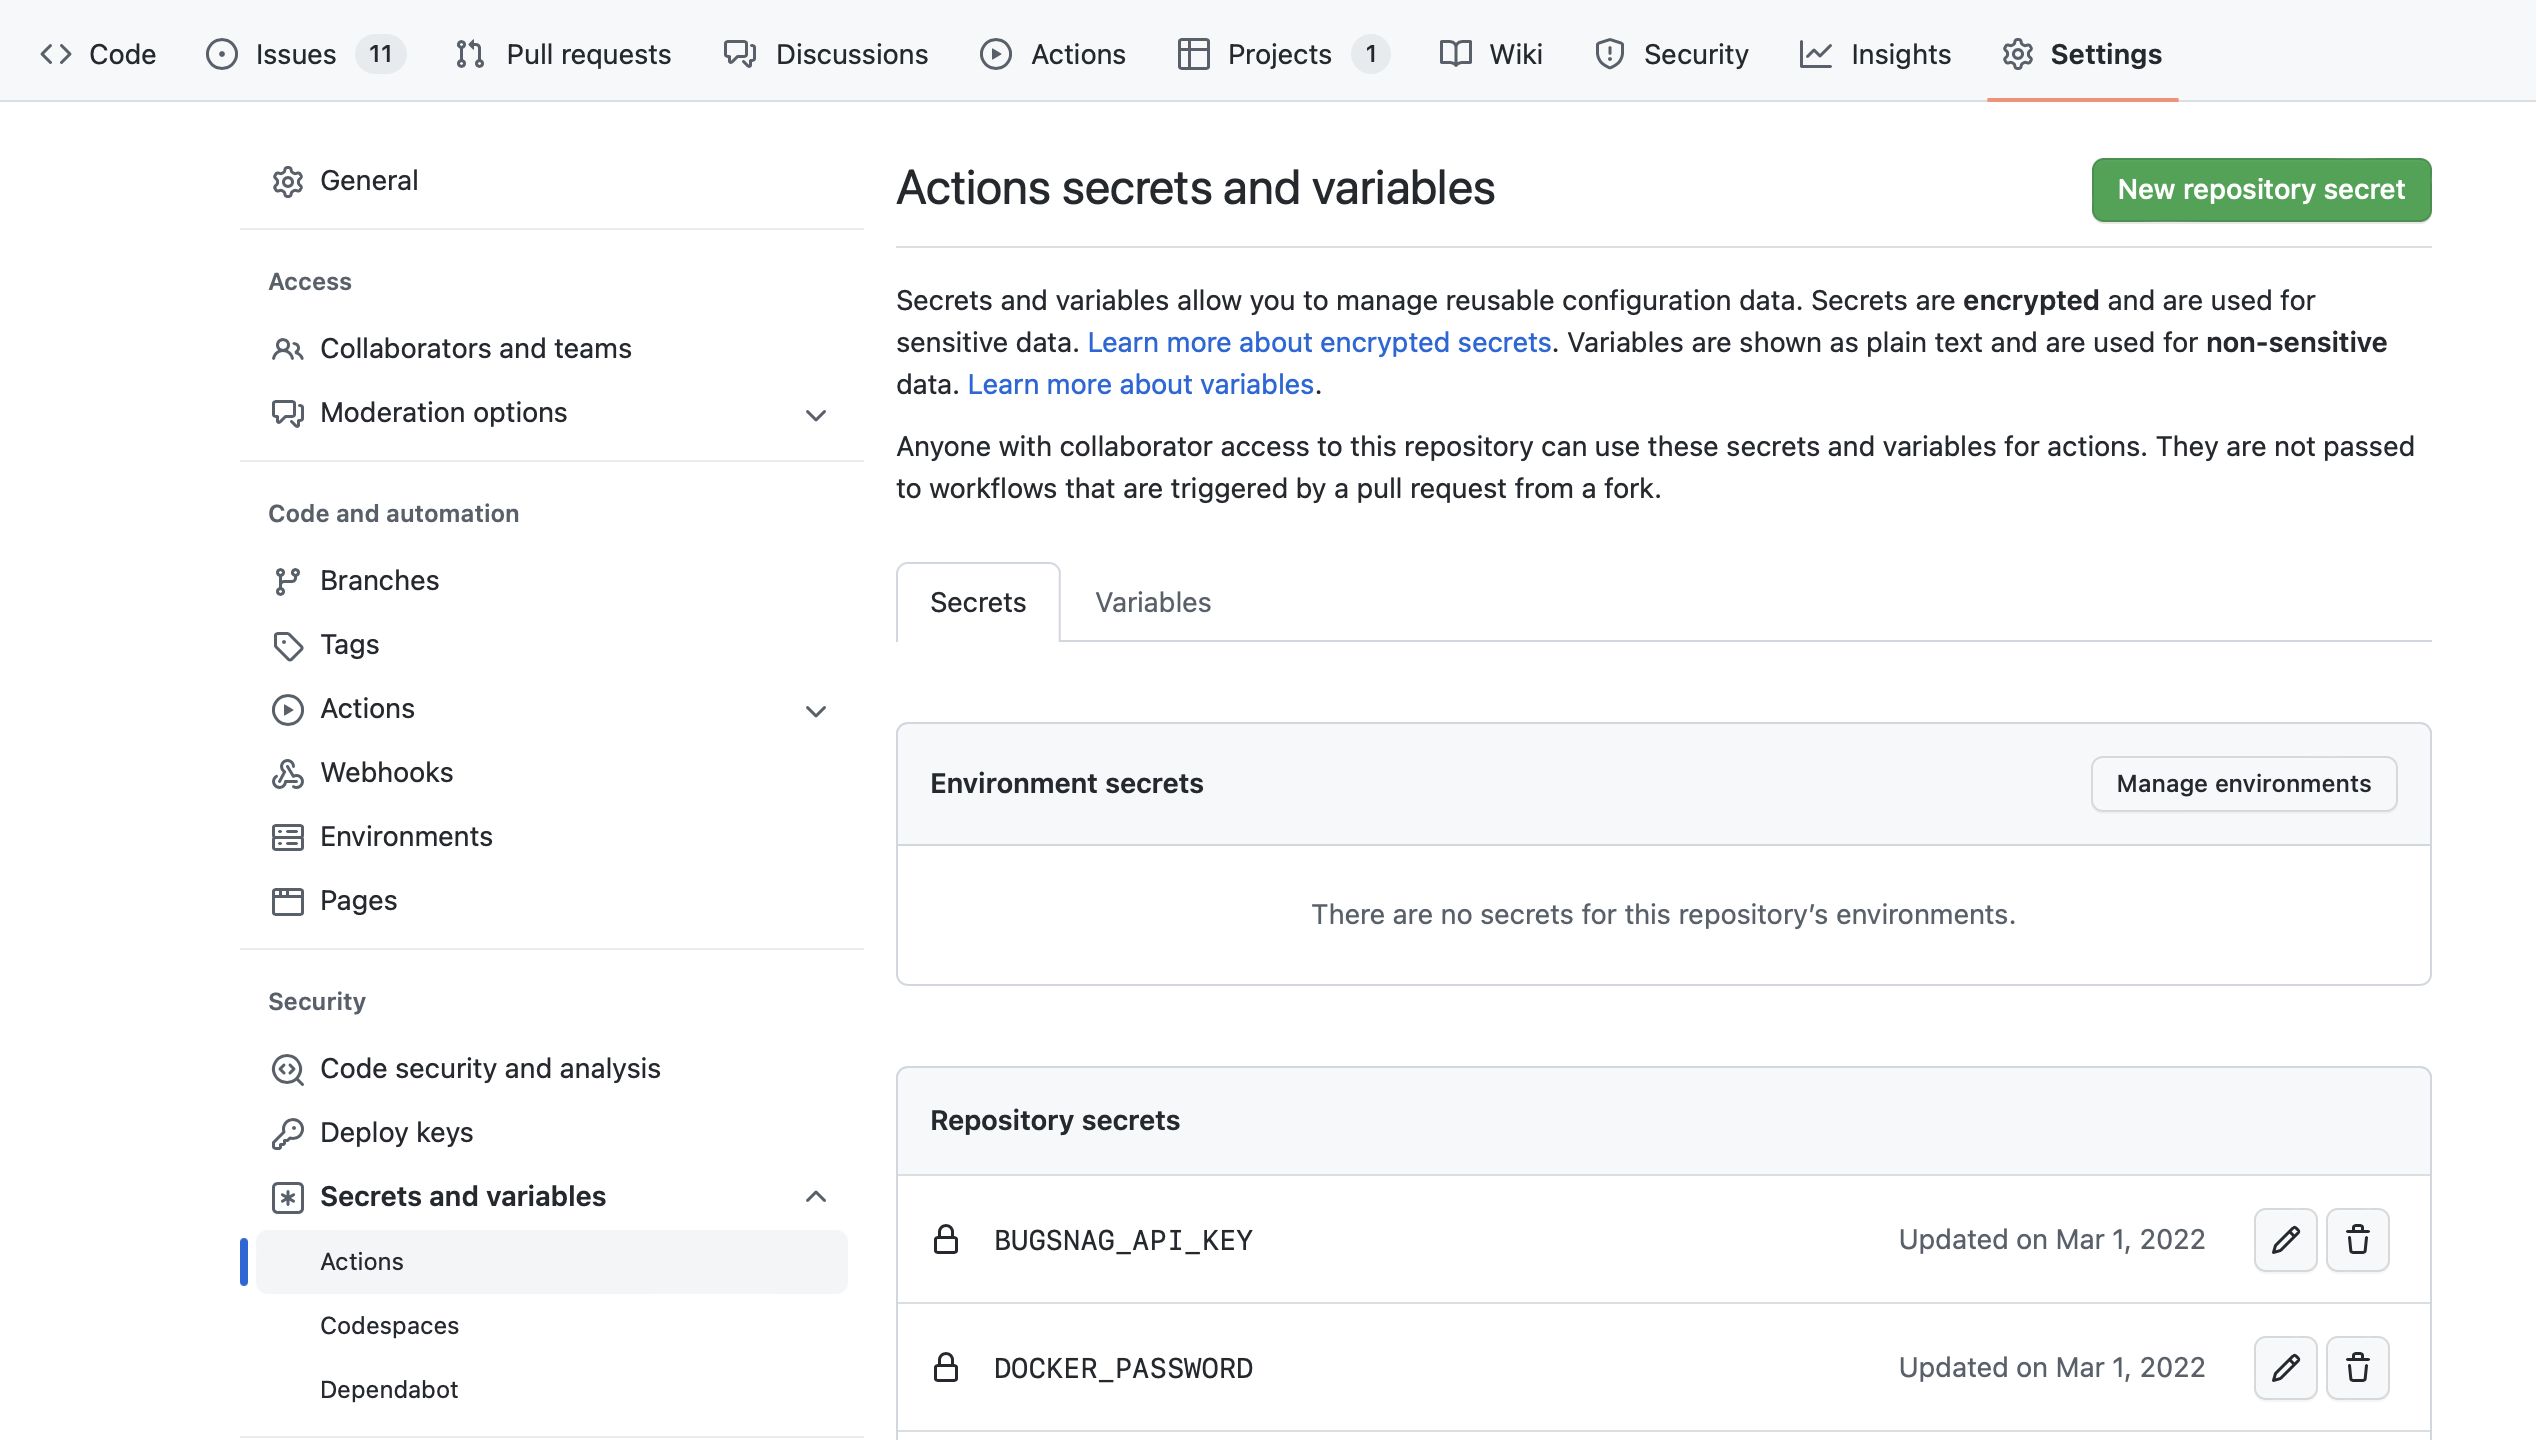 Code Issues 11 Pull requests Discussions Actions Projects 1 Wiki Security Insights Settings
General
Access
Collaborators and teams
Moderation options
Code and automation
Branches
Tags
Actions
Webhooks
Environments
Pages
Security
Code security and analysis
Deploy keys
Secrets and variables
Actions
Codespaces
Dependabot
Actions secrets and variables
New repository secret
Secrets and variables allow you to manage reusable configuration data. Secrets are encrypted and are used for
sensitive data. Learn more about encrypted secrets. Variables are shown as plain text and are used for non-sensitive
data. Learn more about variables.
Anyone with collaborator access to this repository can use these secrets and variables for actions. They are not passed
to workflows that are triggered by a pull request from a fork.
Secrets Variables
Environment secrets
Manage environments
There are no secrets for this repository’s environments.
Repository secrets
BUGSNAG_API_KEY Updated on Mar 1, 2022
DOCKER_PASSWORD Updated on Mar 1, 2022